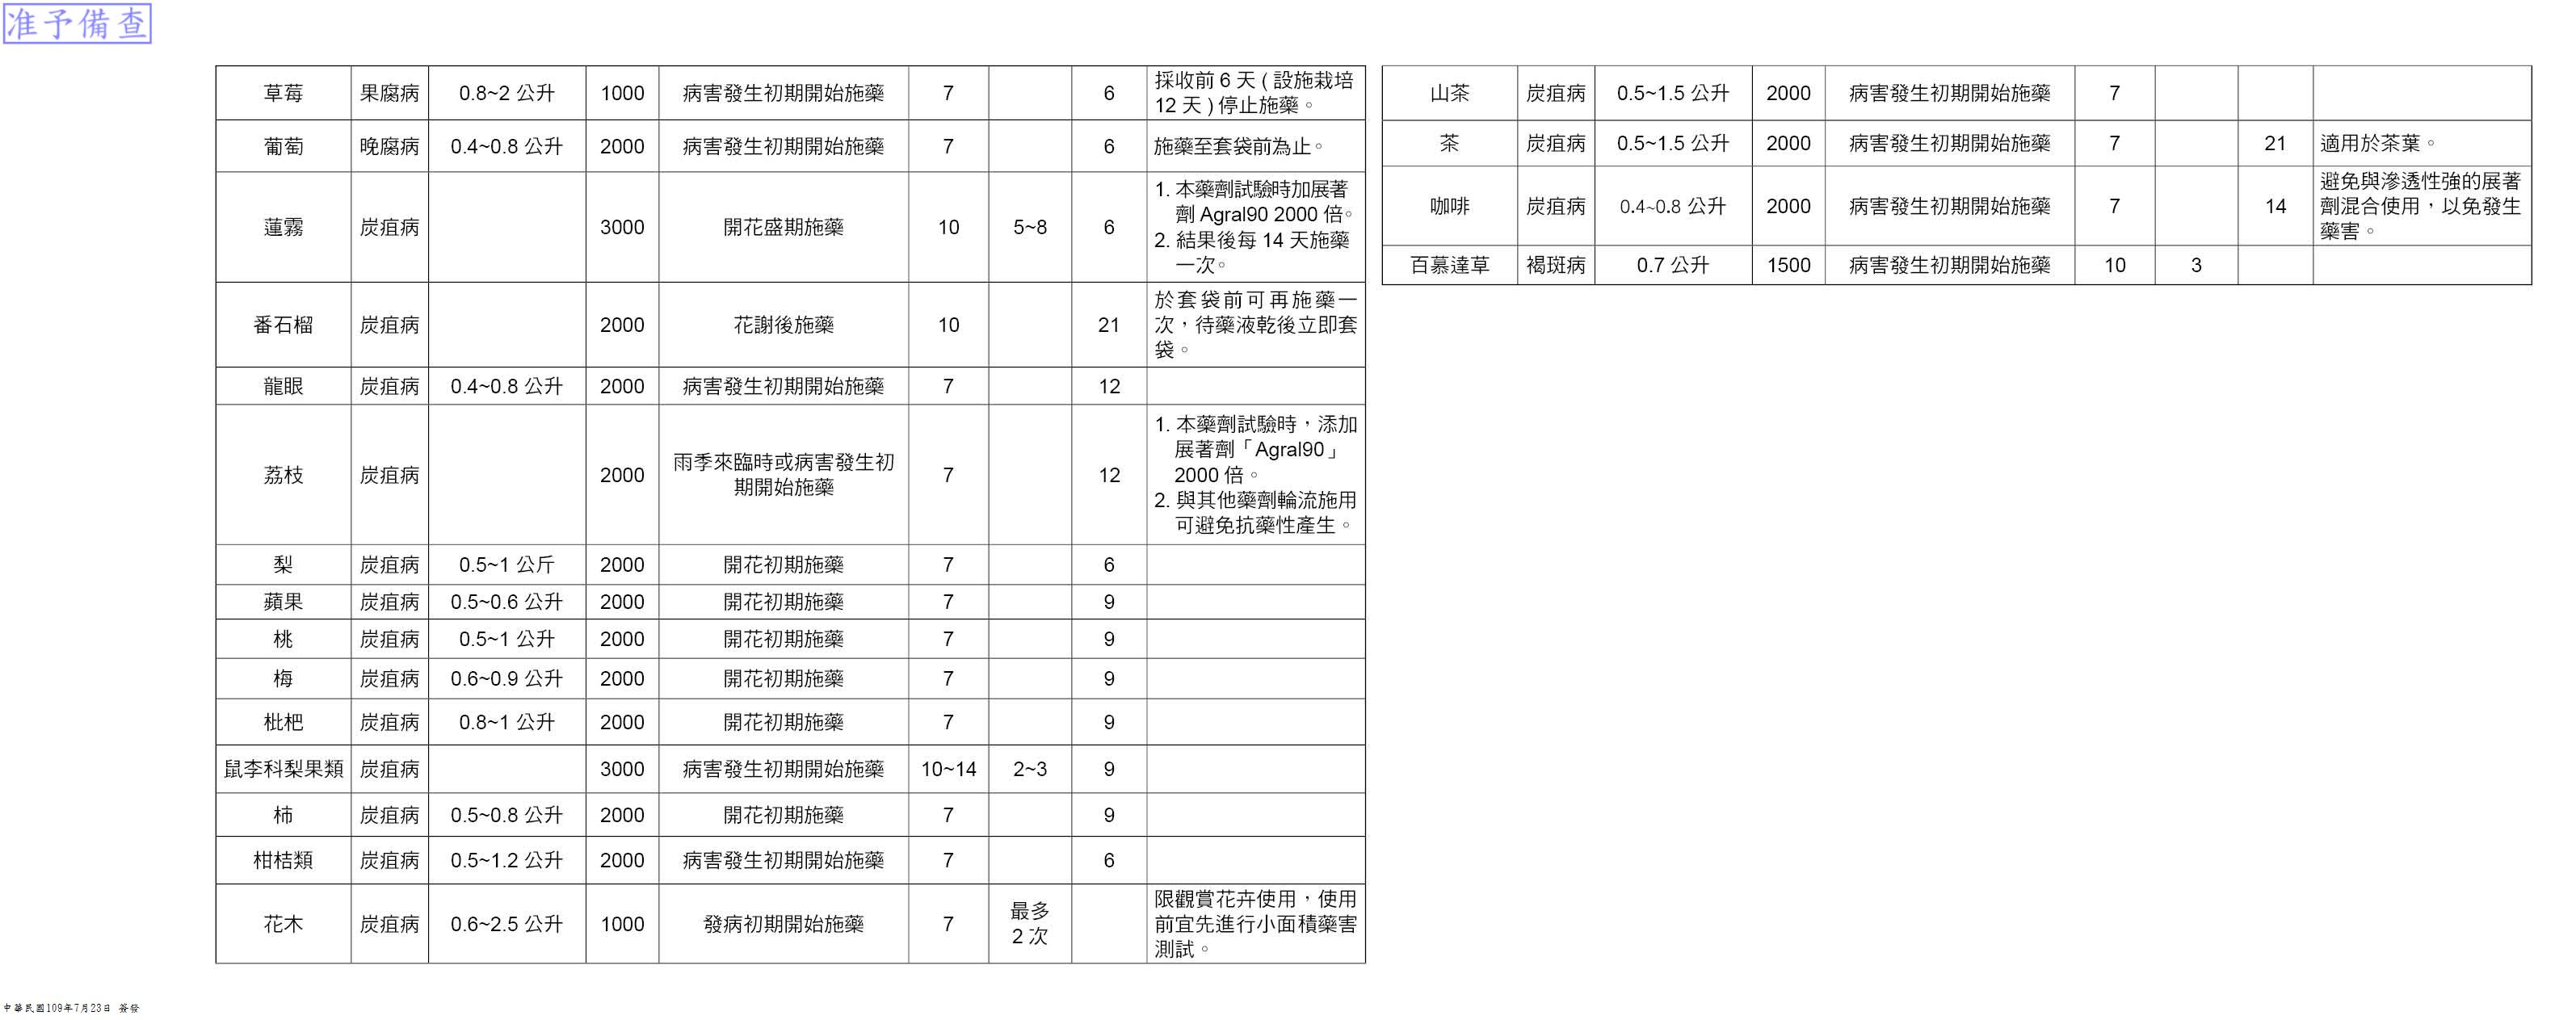 准予備查
草莓 果腐病 0.8~2 公升 1000 病害發生初期開始施藥 7 6 採收前 6 天 ( 設施栽培
12 天 ) 停止施藥。
葡萄 晚腐病 0.4~0.8 公升 2000 病害發生初期開始施藥 7 6 施藥至套袋前為止。
蓮霧 炭疽病 3000 開花盛期施藥 10 5~8 6 1. 本藥劑試驗時加展著
劑 Agral90 2000 倍。
2. 結果後每 14 天施藥
一次。
番石榴 炭疽病 2000 花謝後施藥 10 21 於套袋前可再施藥一
次，待藥液乾後立即套
袋。
龍眼 炭疽病 0.4~0.8 公升 2000 病害發生初期開始施藥 7 12
荔枝 炭疽病 2000 雨季來臨時或病害發生初
期開始施藥 7 12 1. 本藥劑試驗時，添加
展著劑「Agral90」
2000 倍。
2. 與其他藥劑輪流施用
可避免抗藥性產生。
梨 炭疽病 0.5~1 公斤 2000 開花初期施藥 7 6
蘋果 炭疽病 0.5~0.6 公升 2000 開花初期施藥 7 9
桃 炭疽病 0.5~1 公升 2000 開花初期施藥 7 9
梅 炭疽病 0.6~0.9 公升 2000 開花初期施藥 7 9
枇杷 炭疽病 0.8~1 公升 2000 開花初期施藥 7 9
鼠李科梨果類 炭疽病 3000 病害發生初期開始施藥 10~14 2~3 9
柿 炭疽病 0.5~0.8 公升 2000 開花初期施藥 7 9
柑桔類 炭疽病 0.5~1.2 公升 2000 病害發生初期開始施藥 7 6
花木 炭疽病 0.6~2.5 公升 1000 發病初期開始施藥 7 最多
2 次 限觀賞花卉使用，使用
前宜先進行小面積藥害
測試。
山茶 炭疽病 0.5~1.5 公升 2000 病害發生初期開始施藥 7
茶 炭疽病 0.5~1.5 公升 2000 病害發生初期開始施藥 7 21 適用於茶葉。
咖啡 炭疽病 0.4~0.8 公升 2000 病害發生初期開始施藥 7 14 避免與滲透性強的展著
劑混合使用，以免發生
藥害。
百慕達草 褐斑病 0.7 公升 1500 病害發生初期開始施藥 10 3
中華民國109年7月23日 簽發